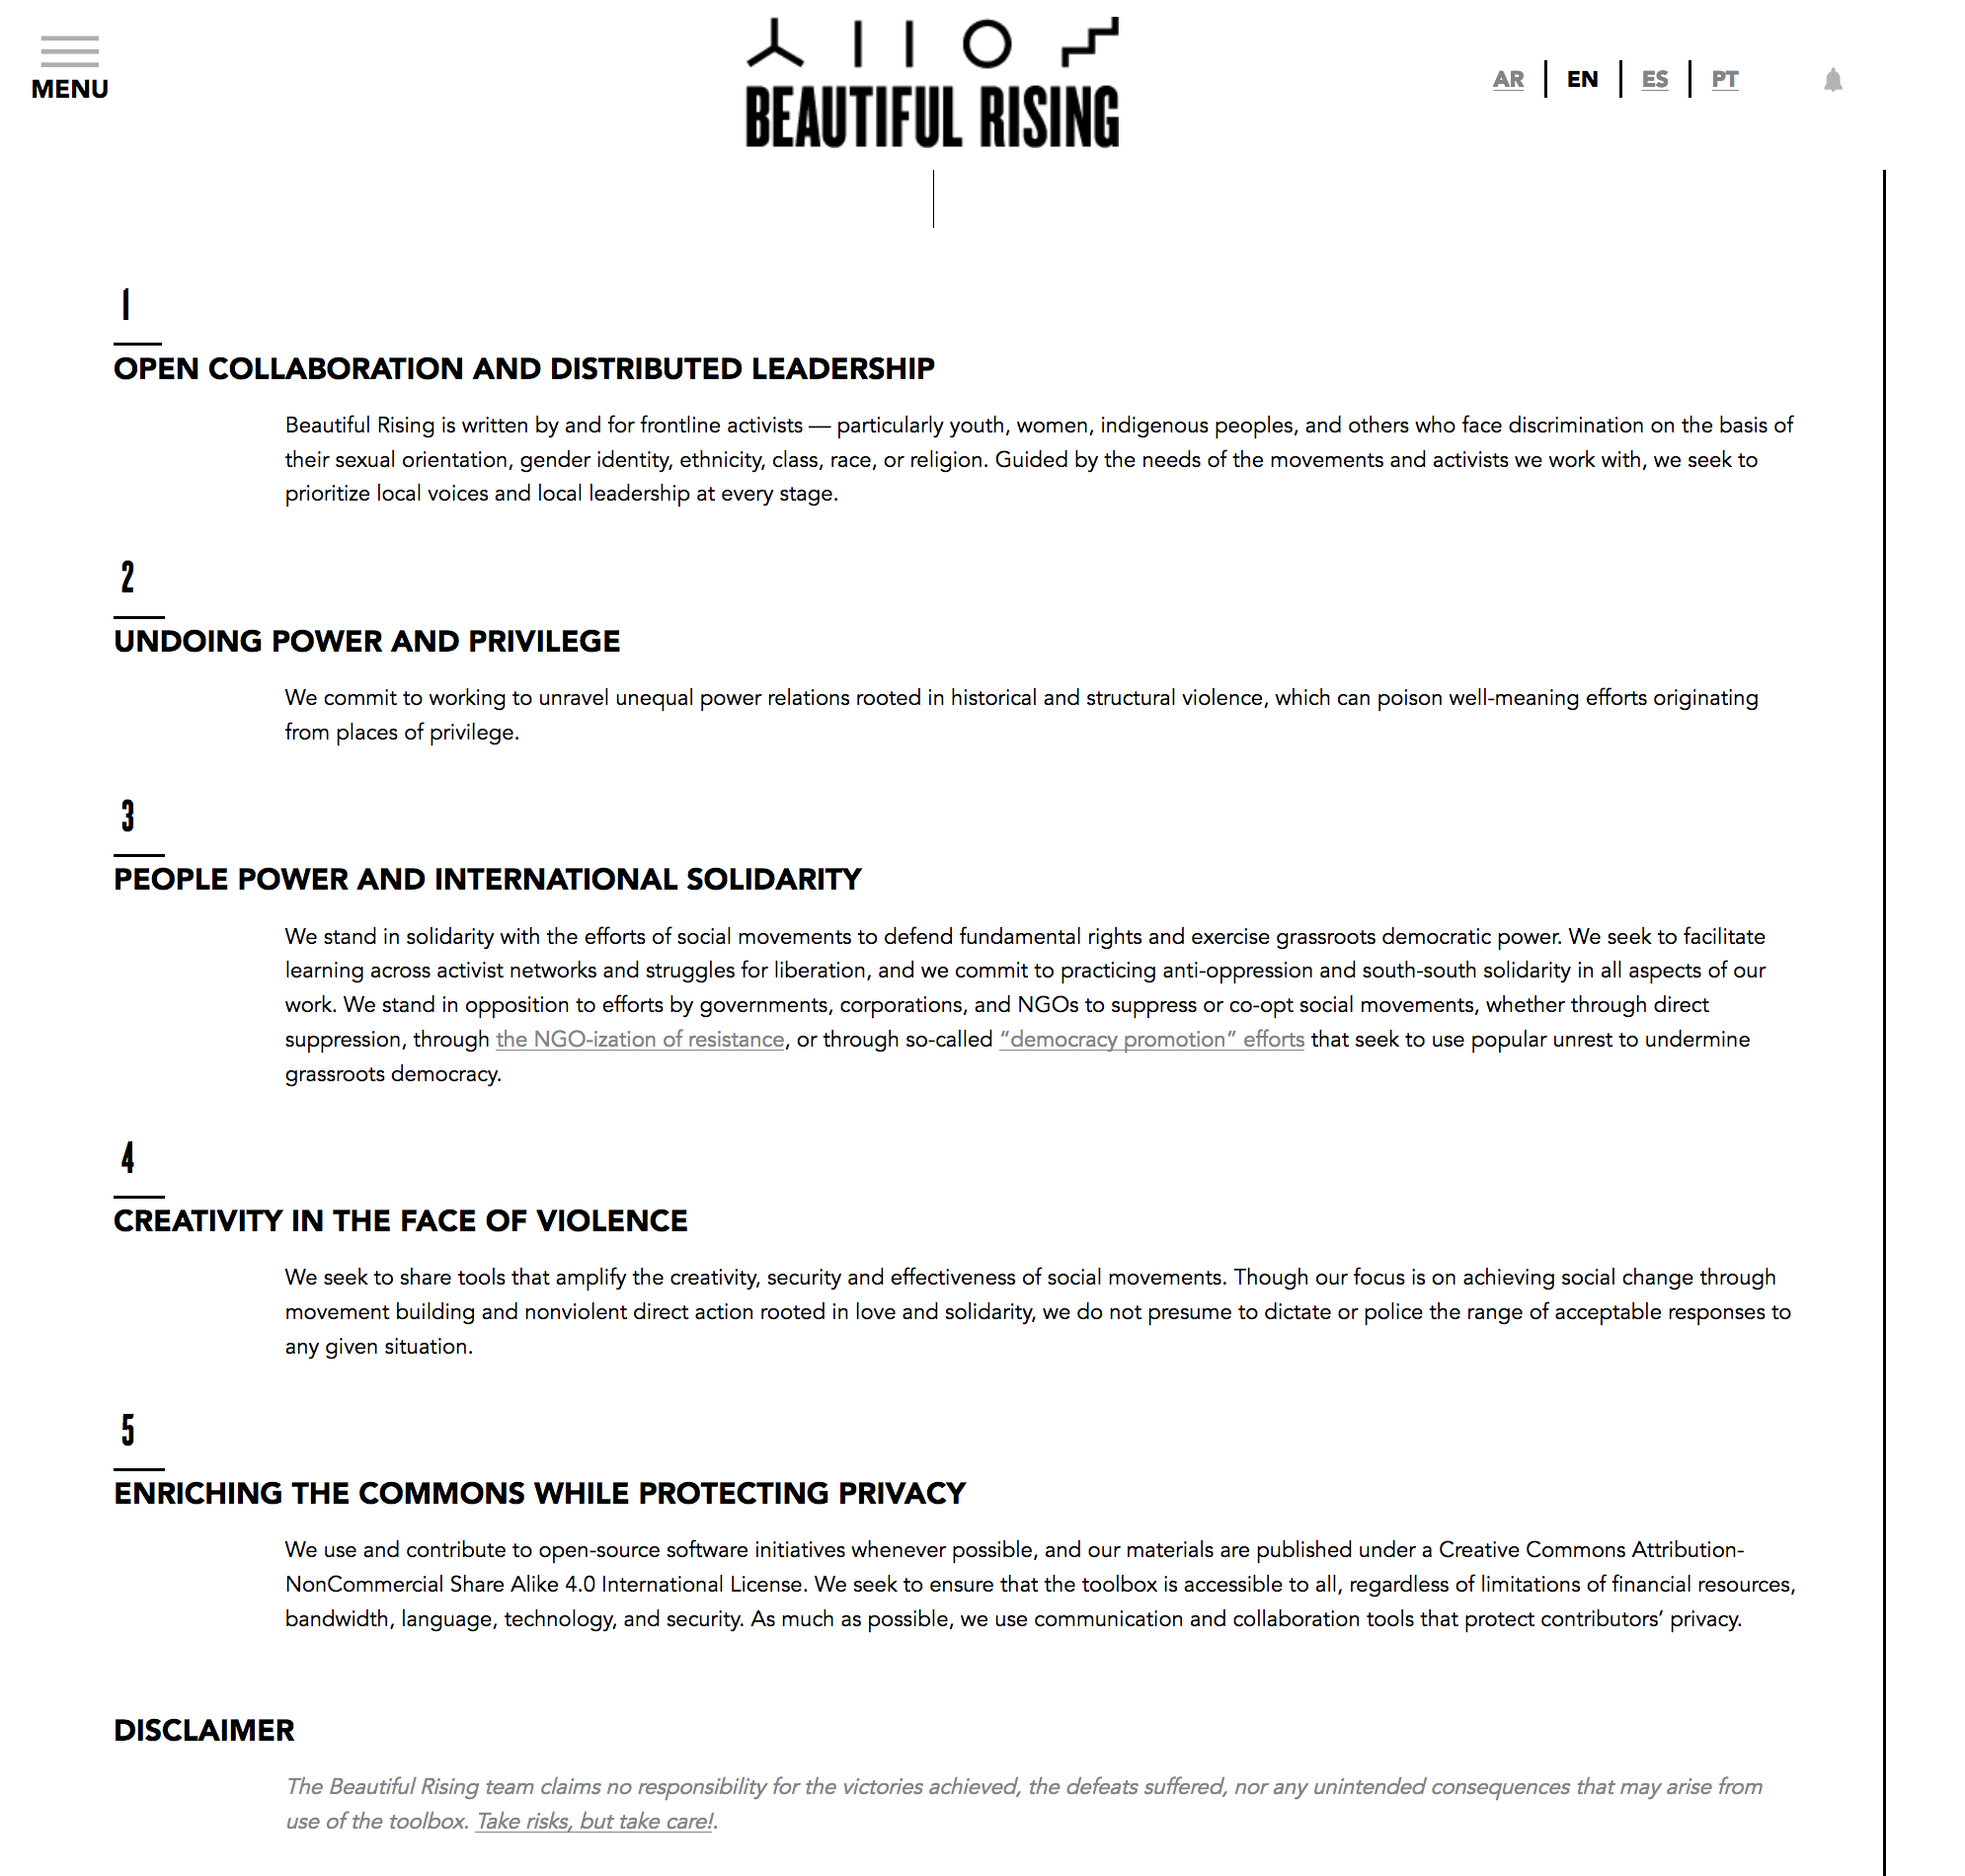 MENU
BEAUTIFUL RISING
AR | EN | ES | PT
1
OPEN COLLABORATION AND DISTRIBUTED LEADERSHIP
Beautiful Rising is written by and for frontline activists — particularly youth, women, indigenous peoples, and others who face discrimination on the basis of
their sexual orientation, gender identity, ethnicity, class, race, or religion. Guided by the needs of the movements and activists we work with, we seek to
prioritize local voices and local leadership at every stage.
2
UNDOING POWER AND PRIVILEGE
We commit to working to unravel unequal power relations rooted in historical and structural violence, which can poison well-meaning efforts originating
from places of privilege.
3
PEOPLE POWER AND INTERNATIONAL SOLIDARITY
We stand in solidarity with the efforts of social movements to defend fundamental rights and exercise grassroots democratic power. We seek to facilitate
learning across activist networks and struggles for liberation, and we commit to practicing anti-oppression and south-south solidarity in all aspects of our
work. We stand in opposition to efforts by governments, corporations, and NGOs to suppress or co-opt social movements, whether through direct
suppression, through the NGO-ization of resistance, or through so-called “democracy promotion” efforts that seek to use popular unrest to undermine
grassroots democracy.
4
CREATIVITY IN THE FACE OF VIOLENCE
We seek to share tools that amplify the creativity, security and effectiveness of social movements. Though our focus is on achieving social change through
movement building and nonviolent direct action rooted in love and solidarity, we do not presume to dictate or police the range of acceptable responses to
any given situation.
5
ENRICHING THE COMMONS WHILE PROTECTING PRIVACY
We use and contribute to open-source software initiatives whenever possible, and our materials are published under a Creative Commons Attribution-
NonCommercial Share Alike 4.0 International License. We seek to ensure that the toolbox is accessible to all, regardless of limitations of financial resources,
bandwidth, language, technology, and security. As much as possible, we use communication and collaboration tools that protect contributors’ privacy.
DISCLAIMER
The Beautiful Rising team claims no responsibility for the victories achieved, the defeats suffered, nor any unintended consequences that may arise from
use of the toolbox. Take risks, but take care!.